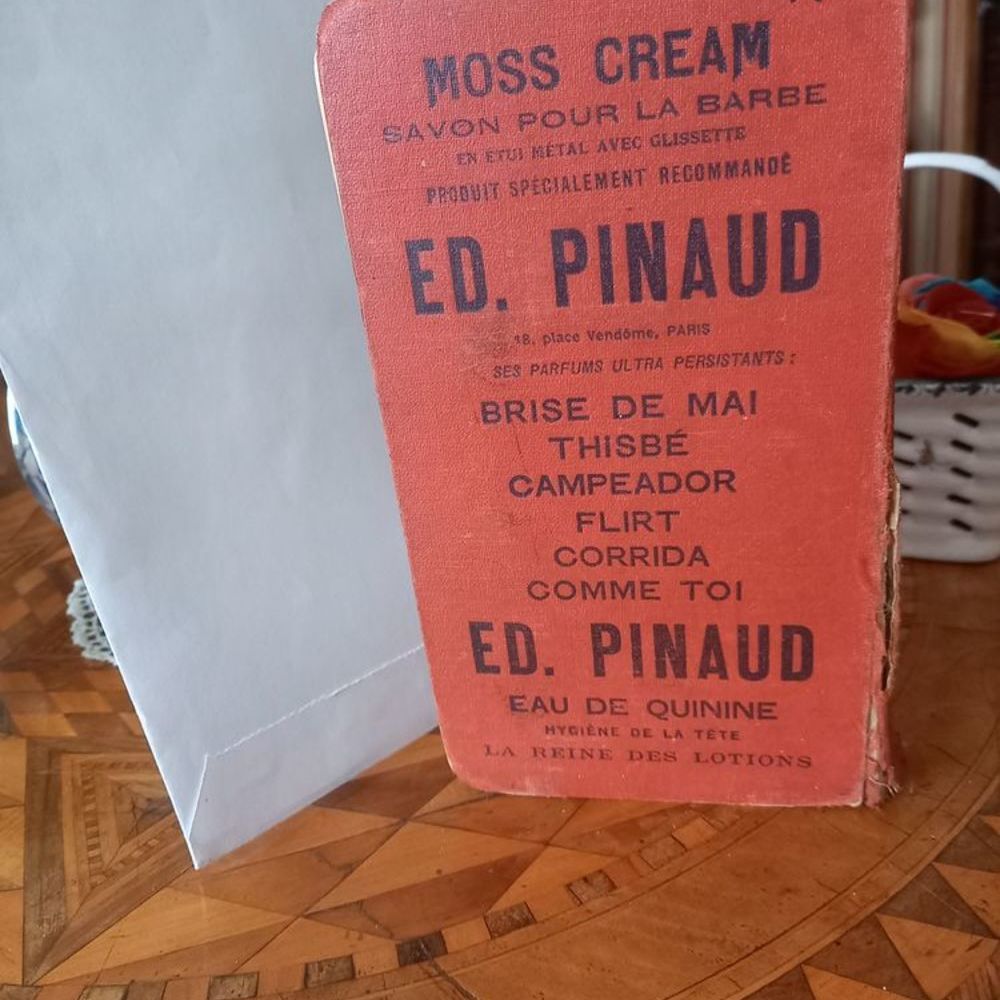 MOSS CREAM
SAVON POUR LA BARBE
EN ÉTUI MÉTAL AVEC GLISSETTE
PRODUIT SPÉCIALEMENT RECOMMANDÉ
ED. PINAUD
18, place Vendôme, PARIS
SES PARFUMS ULTRA PERSISTANTS :
BRISE DE MAI
THISBÉ
CAMPEADOR
FLIRT
CORRIDA
COMME TOI
ED. PINAUD
EAU DE QUININE
HYGIÈNE DE LA TÊTE
LA REINE DES LOTIONS